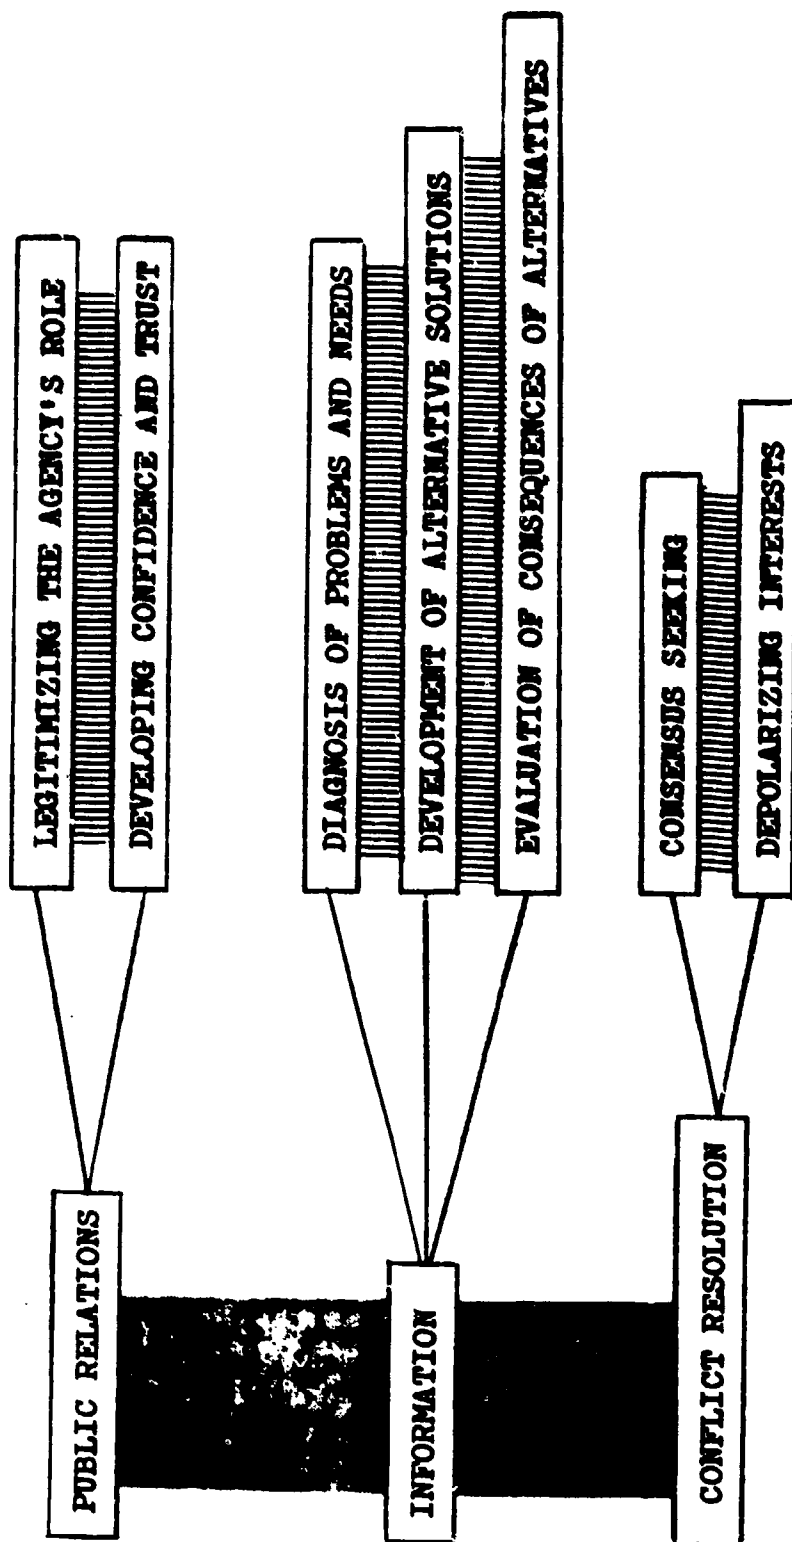 PUBLIC RELATIONS
LEGITIMIZING THE AGENCY'S ROLE
DEVELOPING CONFIDENCE AND TRUST
INFORMATION
DIAGNOSIS OF PROBLEMS AND NEEDS
DEVELOPMENT OF ALTERNATIVE SOLUTIONS
EVALUATION OF CONSEQUENCES OF ALTERNATIVES
CONFLICT RESOLUTION
CONSENSUS SEEKING
DEPOLARIZING INTERESTS